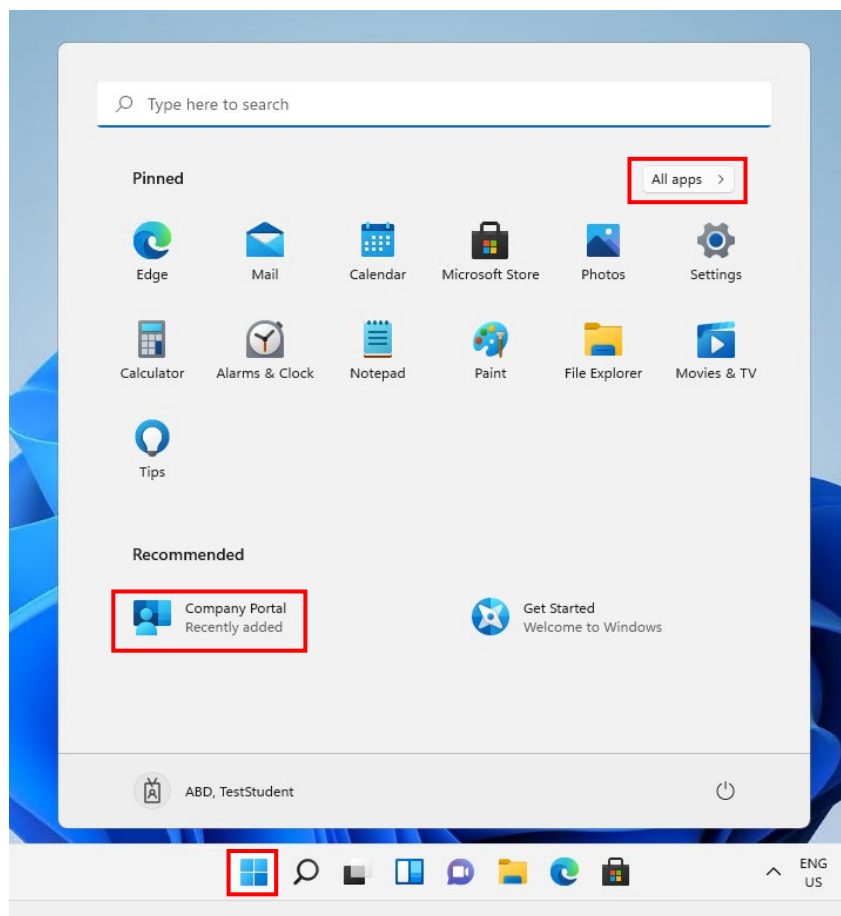 Type here to search
Pinned
All apps >
Edge
Mail
Calendar
Microsoft Store
Photos
Settings
Calculator
Alarms & Clock
Notepad
Paint
File Explorer
Movies & TV
Tips
Recommended
Company Portal
Recently added
Get Started
Welcome to Windows
ABD, TestStudent
ENG
US